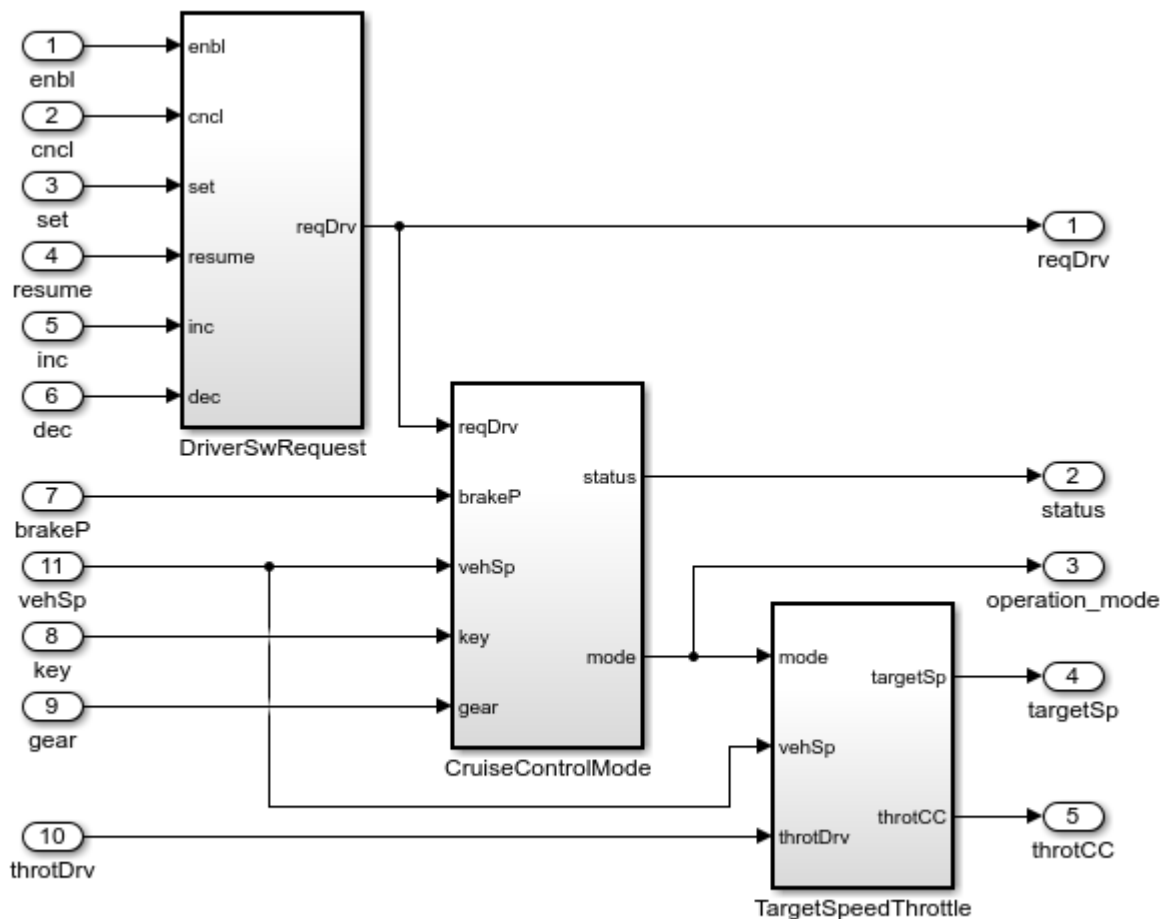 1
enbl
2
cncl
3
set
4
resume
5
inc
6
dec
enbl
cncl
set
resume
inc
dec
reqDrv
DriverSwRequest
1
reqDrv
7
brakeP
11
vehSp
8
key
9
gear
10
throtDrv
reqDrv
brakeP
vehSp
key
gear
status
mode
CruiseControlMode
2
status
3
operation_mode
mode
vehSp
throtDrv
targetSp
throtCC
TargetSpeedThrottle
4
targetSp
5
throtCC